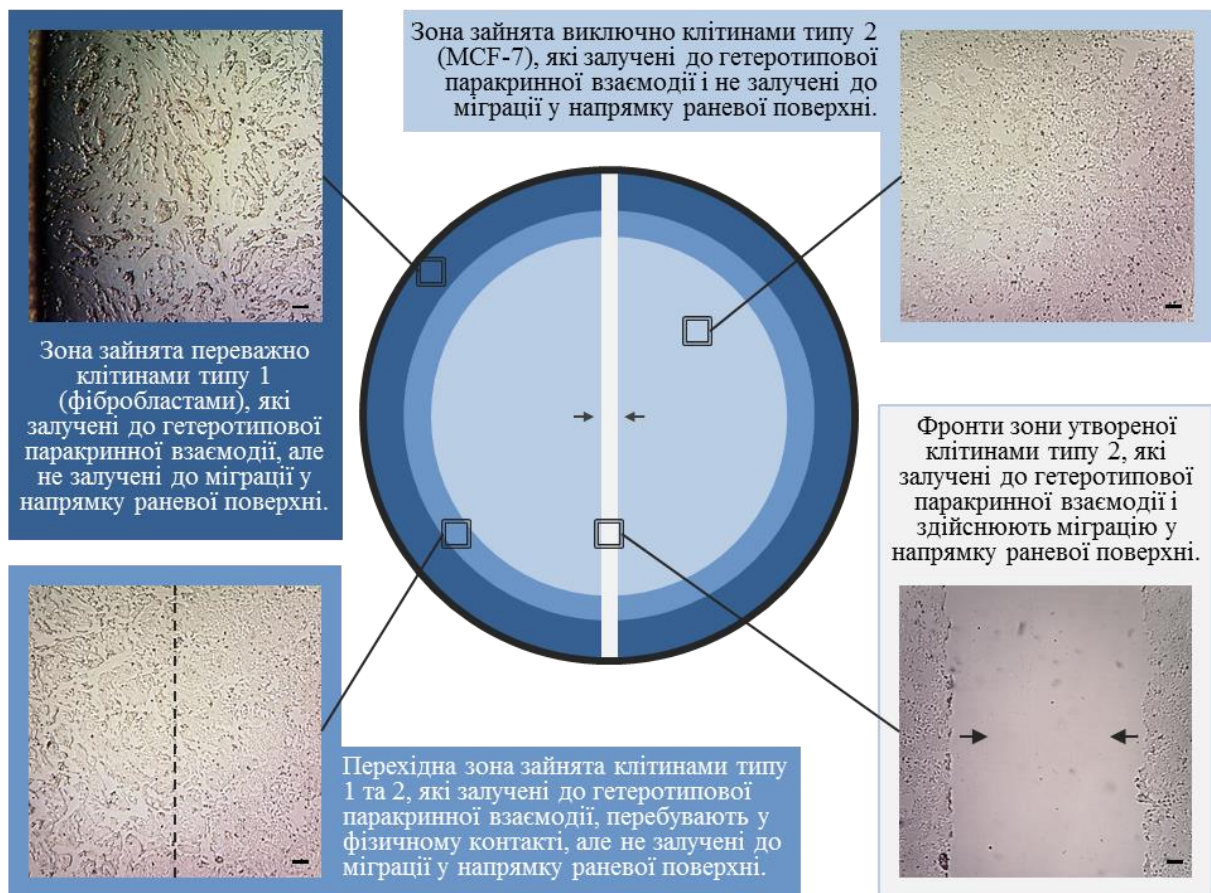 Зона зайнята виключно клітинами типу 2
(MCF-7), які залучені до гетеротипової
паракринної взаємодії і не залучені до
міграції у напрямку раневої поверхні.
Зона зайнята переважно
клітинами типу 1
(фібробластами), які
залучені до гетеротипової
паракринної взаємодії, але
не залучені до міграції у
напрямку раневої поверхні.
Фронти зони утвореної
клітинами типу 2, які
залучені до гетеротипової
паракринної взаємодії і
здійснюють міграцію у
напрямку раневої поверхні.
Перехідна зона зайнята клітинами типу
1 та 2, які залучені до гетеротипової
паракринної взаємодії, перебувають у
фізичному контакті, але не залучені до
міграції у напрямку раневої поверхні.